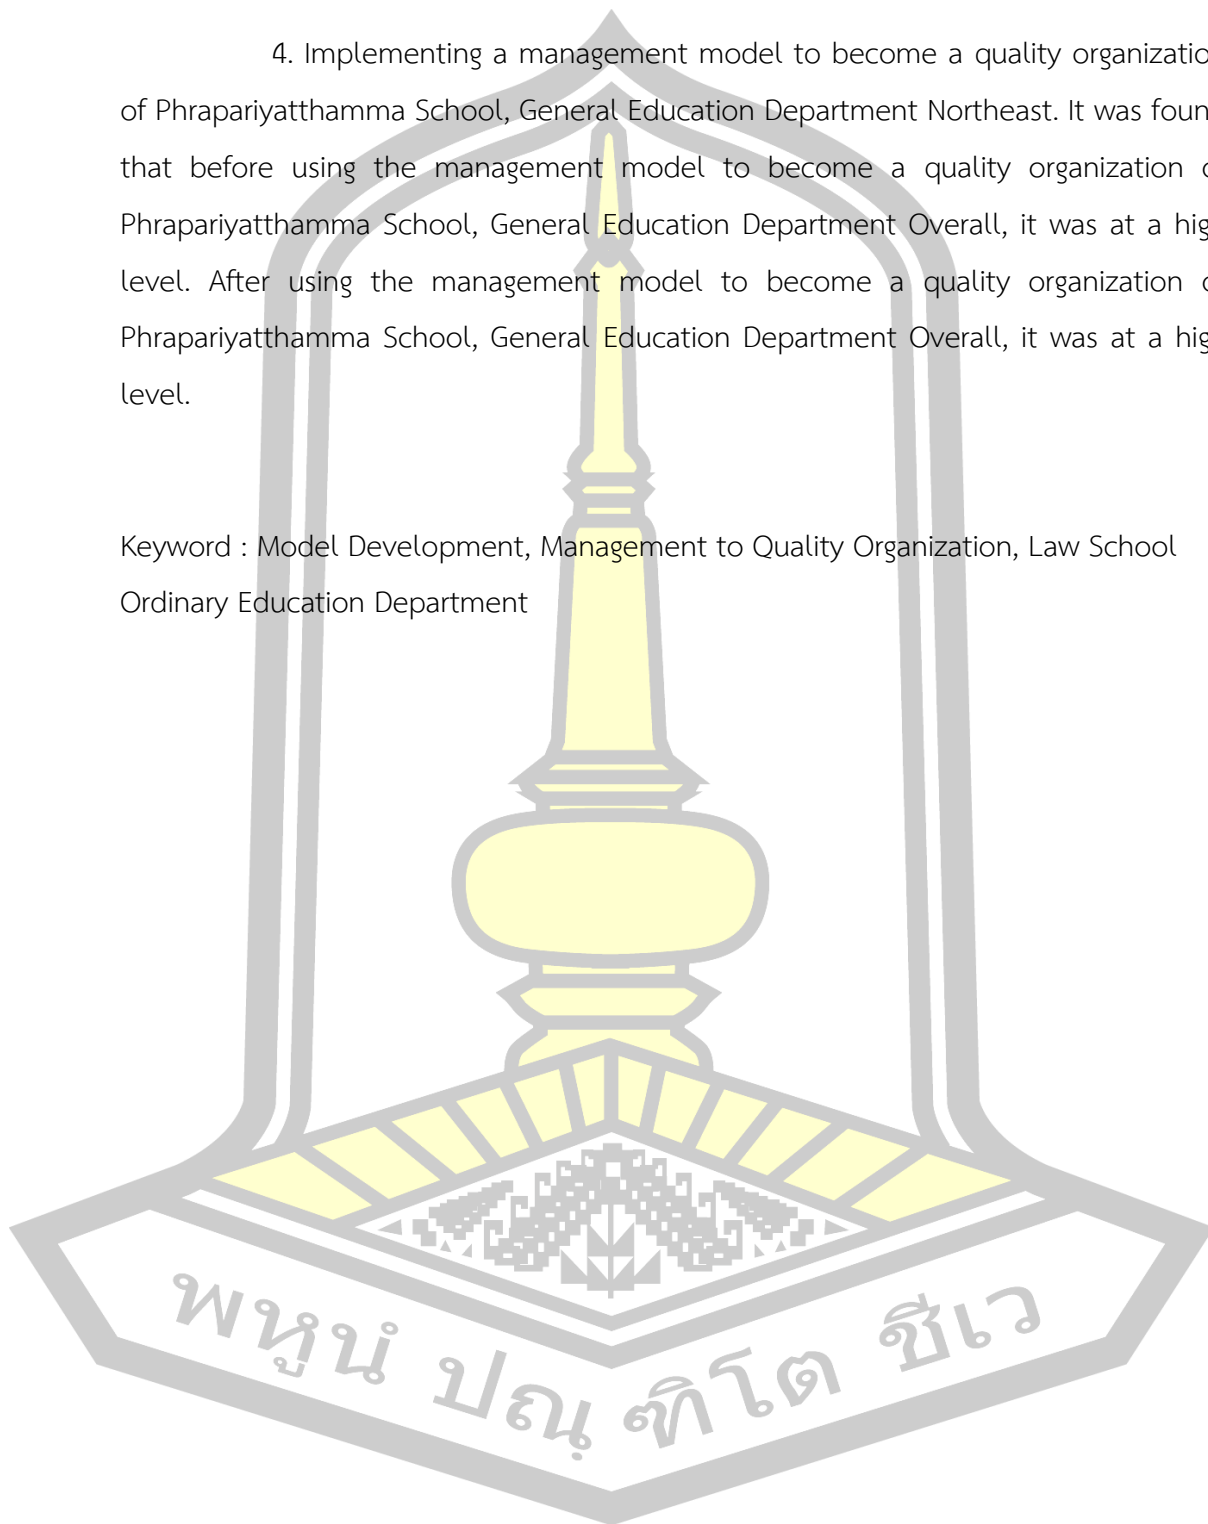 4. Implementing a management model to become a quality organizatio
of Phrapariyatthamma School, General Education Department Northeast. It was foun
that before using the management model to become a quality organization o
Phrapariyatthamma School, General Education Department Overall, it was at a hig
level. After using the management model to become a quality organization o
Phrapariyatthamma School, General Education Department Overall, it was at a hig
level.
Keyword : Model Development, Management to Quality Organization, Law School
Ordinary Education Department
พหูนํ ปณฺฑิโต ชีเว